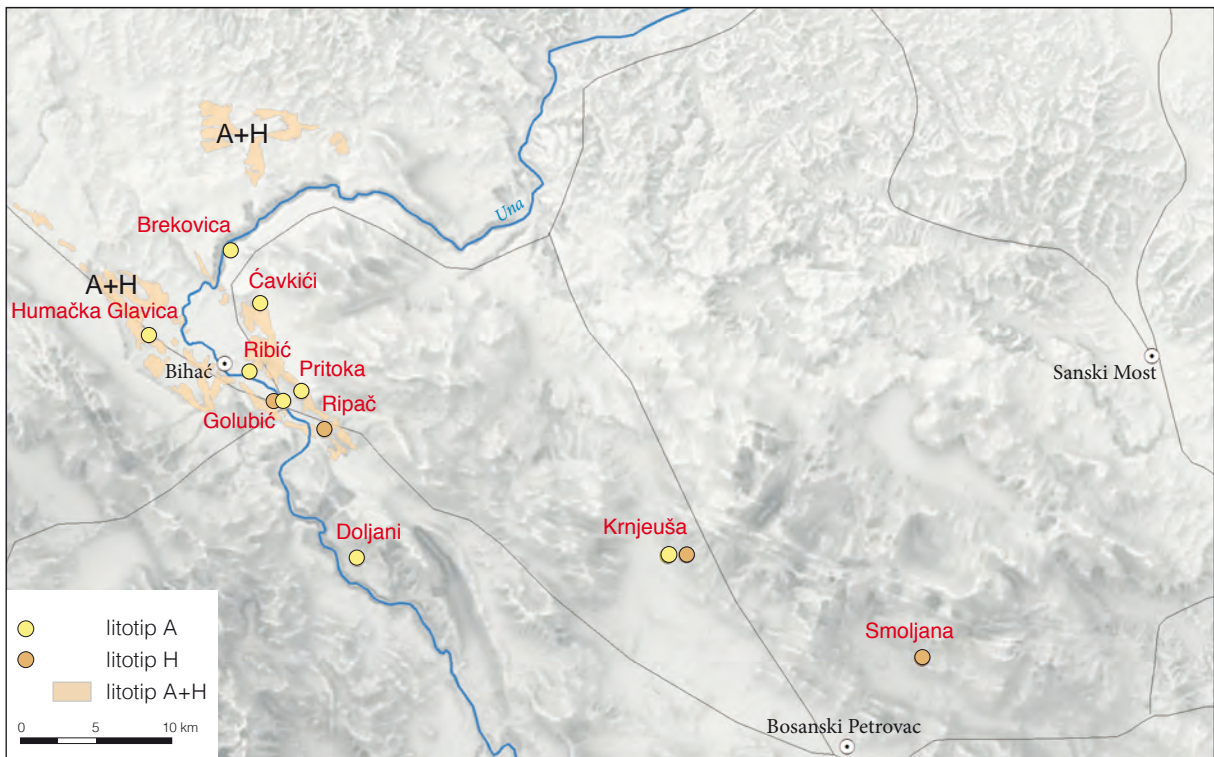 A+H
Una
Brekovica
Ćavkići
A+H
Humačka Glavica
Ribić
Bihać
Pritoka
Sanski Most
Ripač
Golubić
Doljani
Krnjeuša
Smoljana
Bosanski Petrovac
litotip A
litotip H
litotip A+H
0 5 10 km